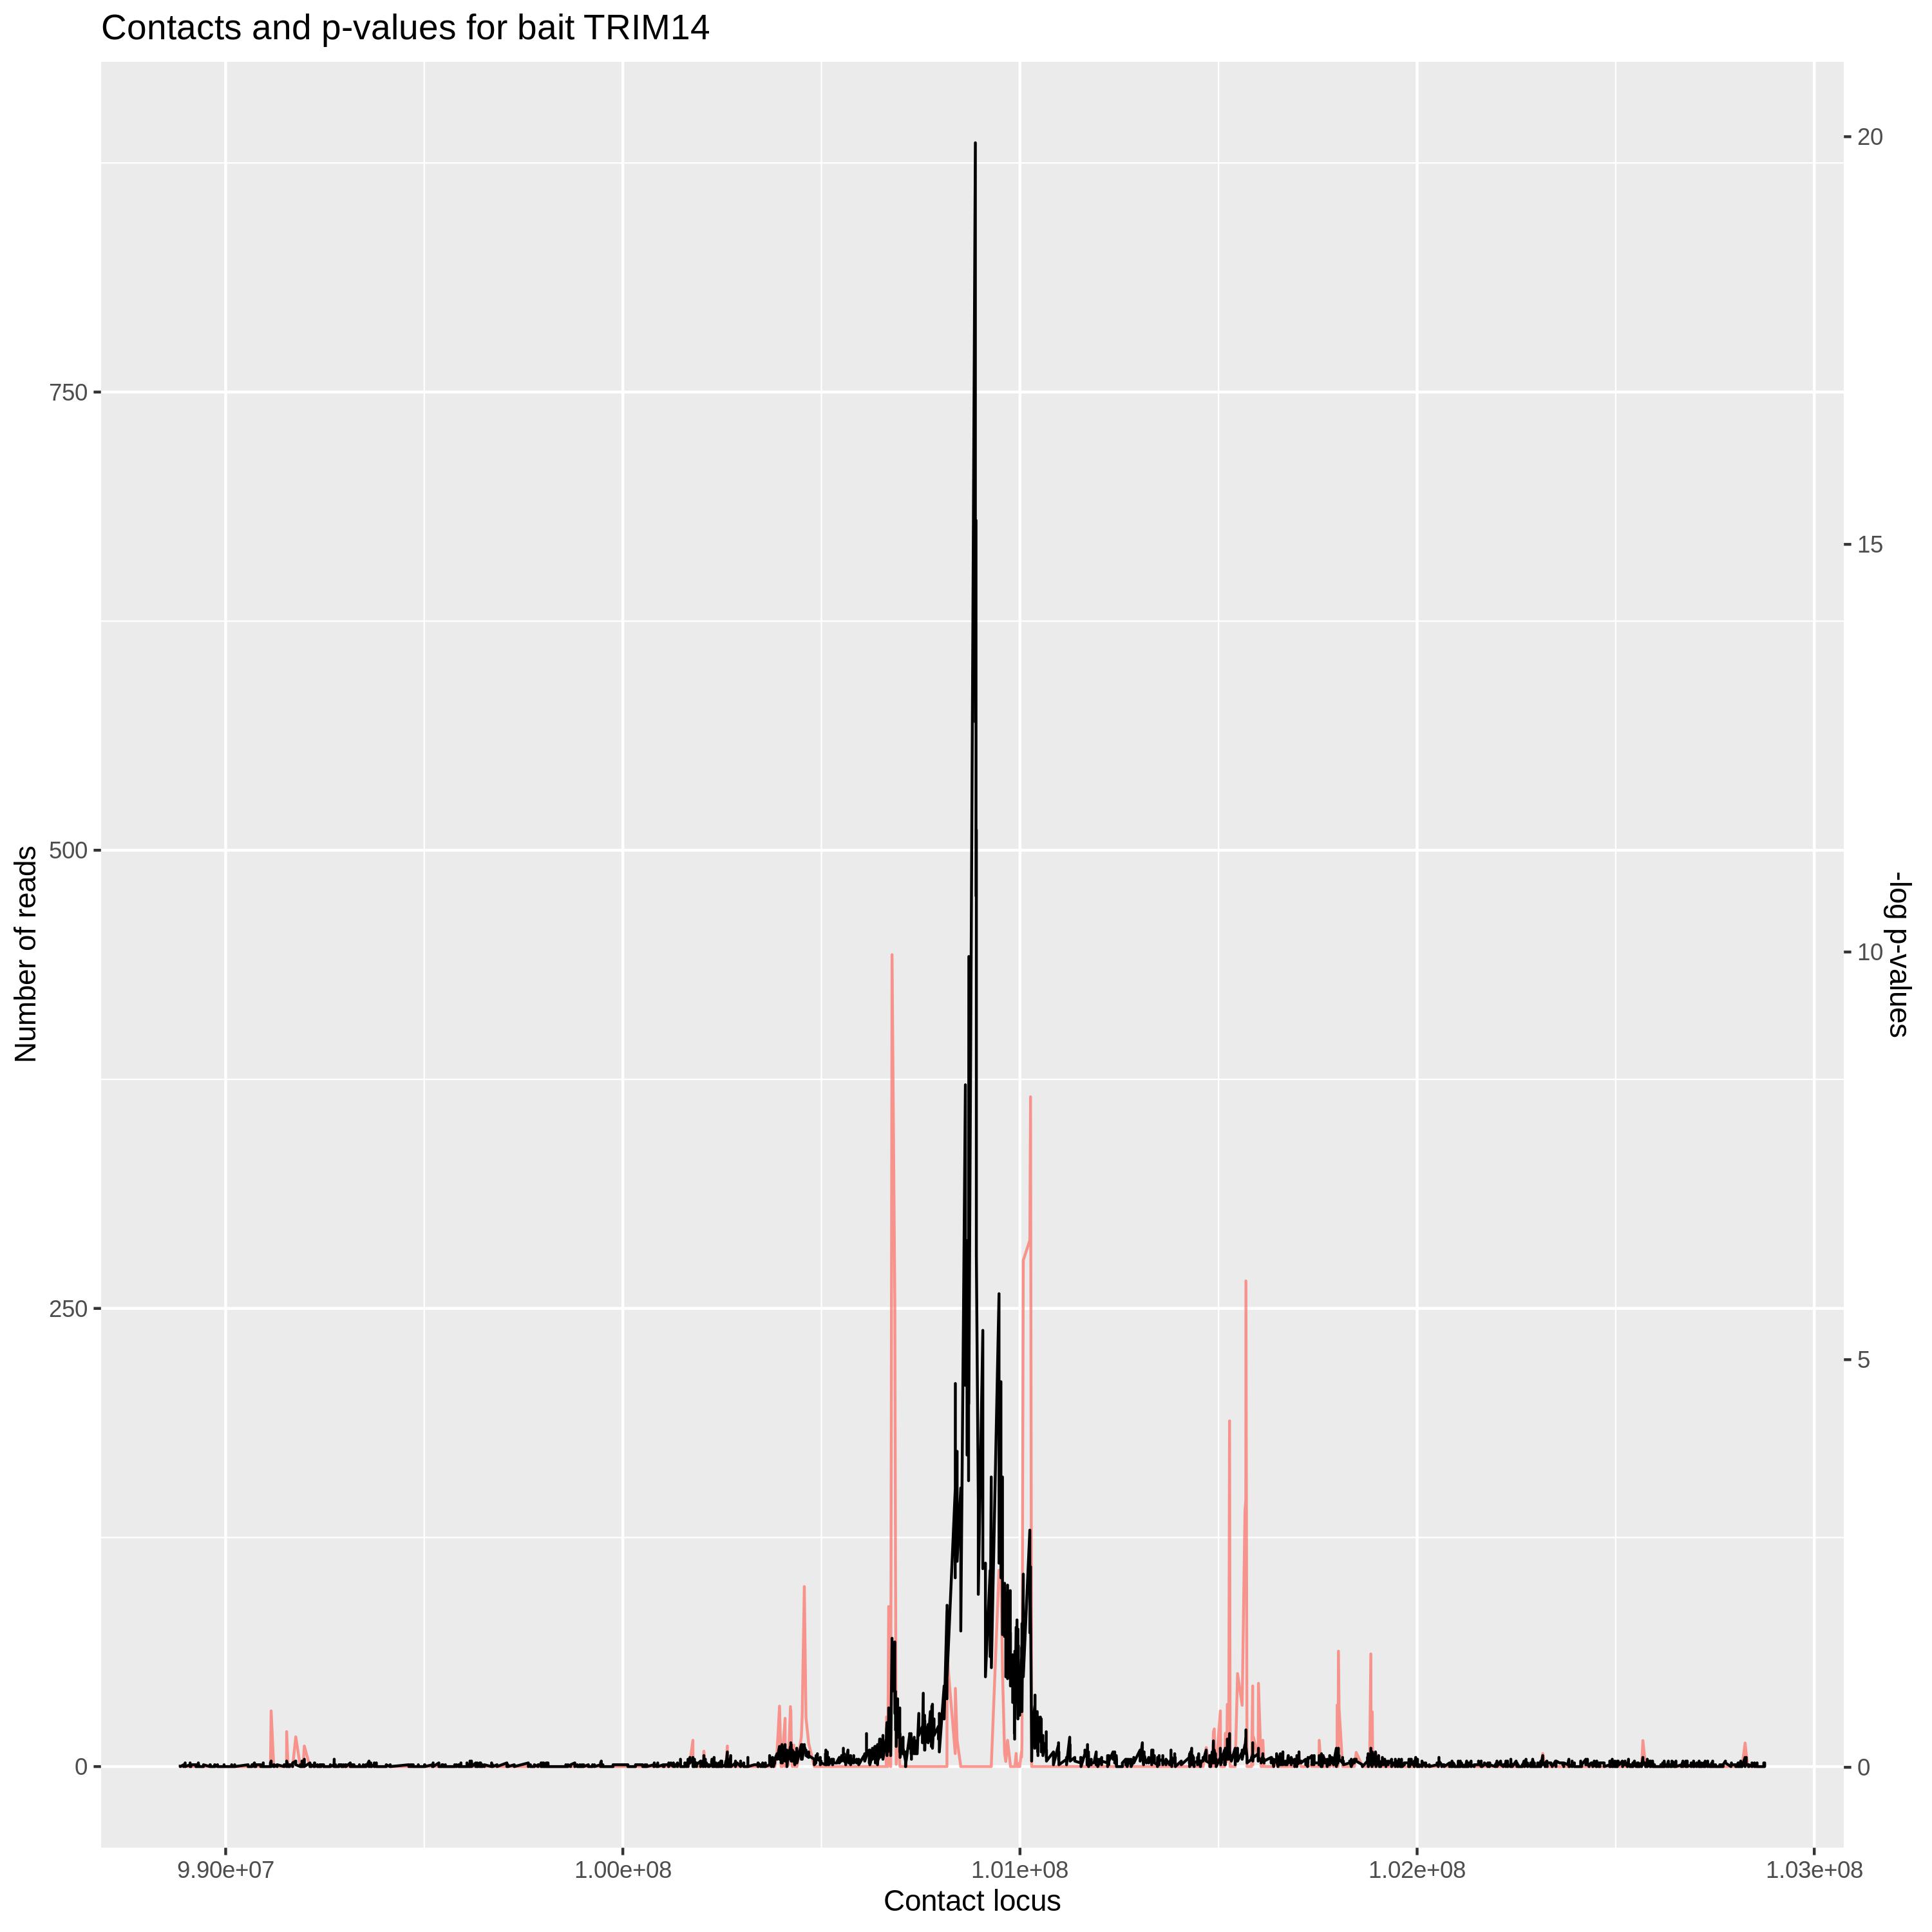 Contacts and p-values for bait TRIM14
Number of reads
750
500
250
0
20
15
10
5
0
-log p-values
9.90e+07
1.00e+08
1.01e+08
1.02e+08
1.03e+08
Contact locus